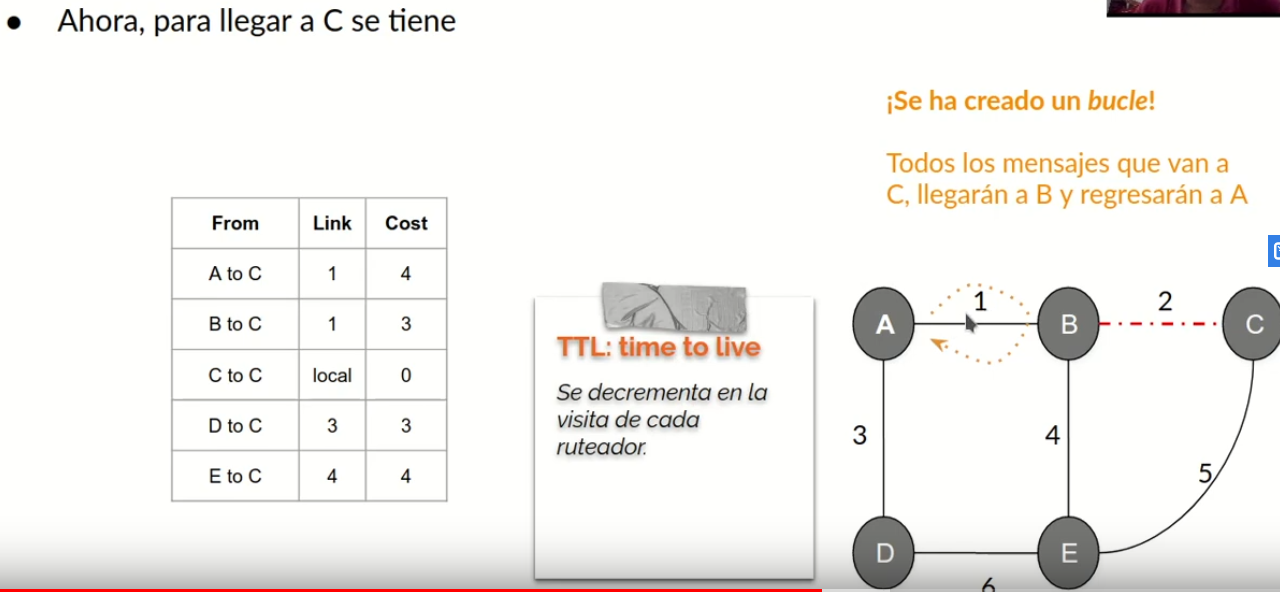 ● Ahora, para llegar a C se tiene
¡Se ha creado un bucle!
Todos los mensajes que van a
C, llegarán a B y regresarán a A
From Link Cost
A to C 1 4
B to C 1 3
C to C local 0
D to C 3 3
E to C 4 4
TTL: time to live
Se decrementa en la
visita de cada
ruteador.
1 2
A B C
3 4 5
D E
6